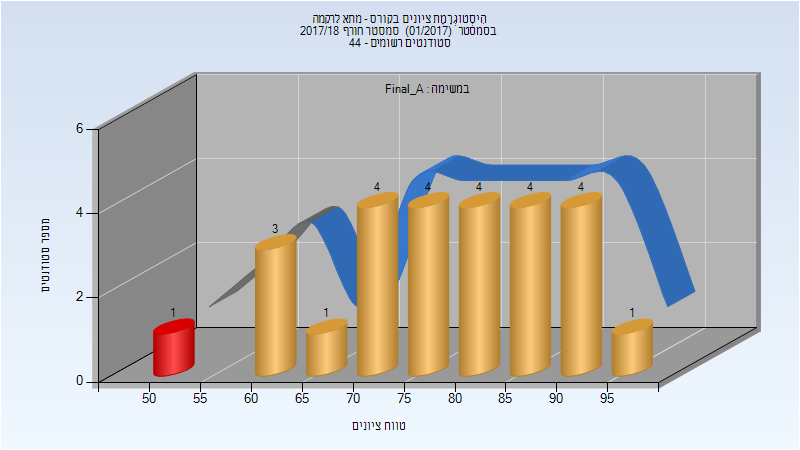 היסטוגרמת ציונים בקורס - מתא לרקמה
בסמסטר (01/2017) סמסטר חורף 2017/18
סטודנטים רשומים - 44
במשימה : Final_A
מספר סטודנטים
6
4
2
0
1
3
1
4
4
4
4
4
1
50 55 60 65 70 75 80 85 90 95
טווח ציונים